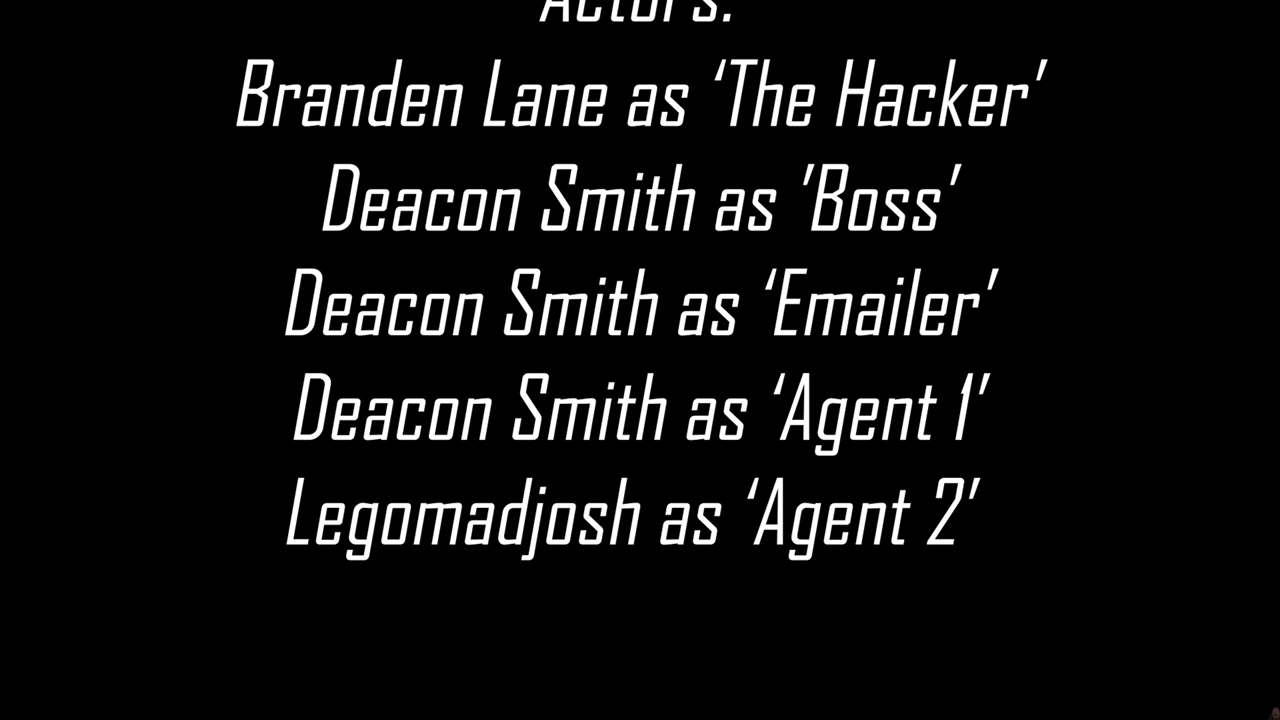 Actors:
Branden Lane as ‘The Hacker’
Deacon Smith as ’Boss’
Deacon Smith as ‘Emailer’
Deacon Smith as ‘Agent 1’
Legomadjosh as ‘Agent 2’